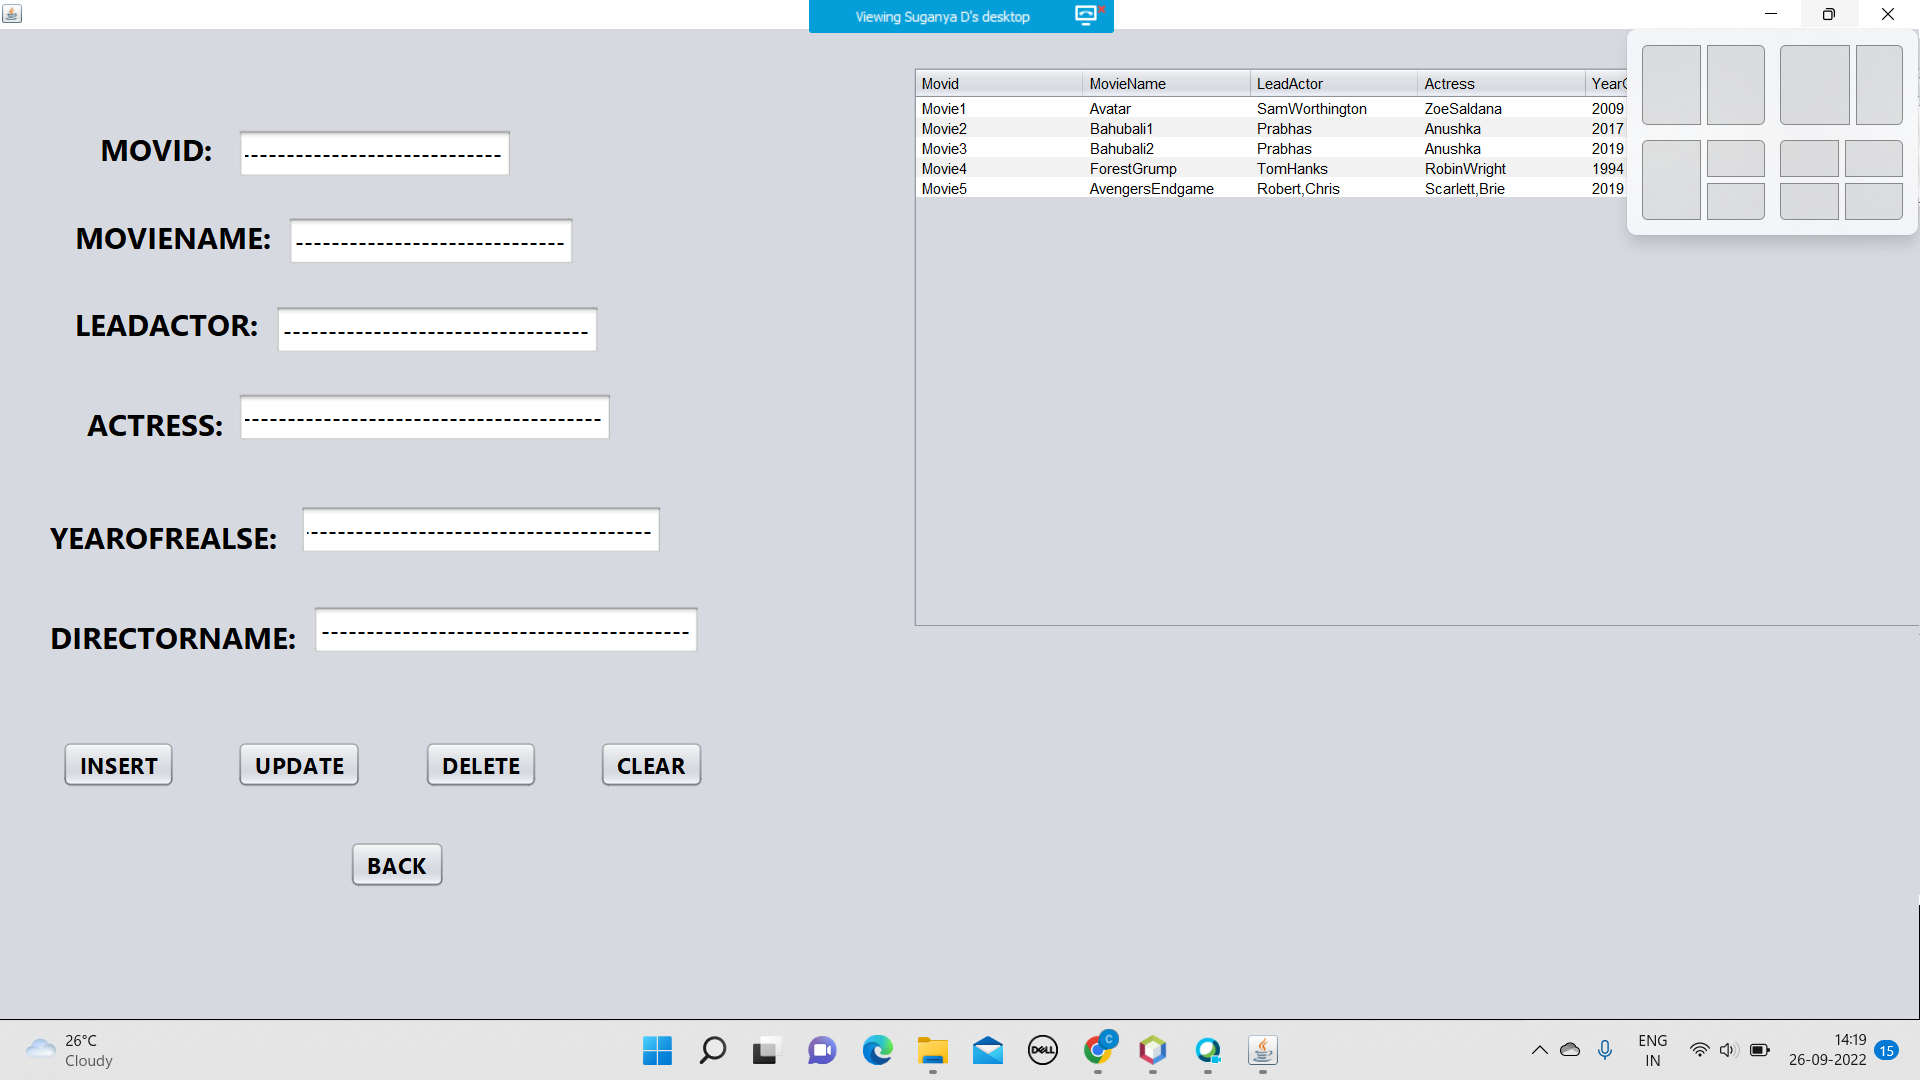 Viewing Suganya D's desktop
MOVID: ------------------------------
MOVIENAME: ------------------------------
LEADACTOR: ----------------------------------
ACTRESS: ----------------------------------------
YEAROFREALSE: --------------------------------------
DIRECTORNAME: -----------------------------------------
INSERT UPDATE DELETE CLEAR
BACK
Movid MovieName LeadActor Actress Year
Movie1 Avatar SamWorthington ZoeSaldana 2009
Movie2 Bahubali1 Prabhas Anushka 2017
Movie3 Bahubali2 Prabhas Anushka 2019
Movie4 ForestGrump TomHanks RobinWright 1994
Movie5 AvengersEndgame Robert,Chris Scarlett,Brie 2019
26°C
Cloudy
DELL
C
ENG
IN
14:19
26-09-2022
15